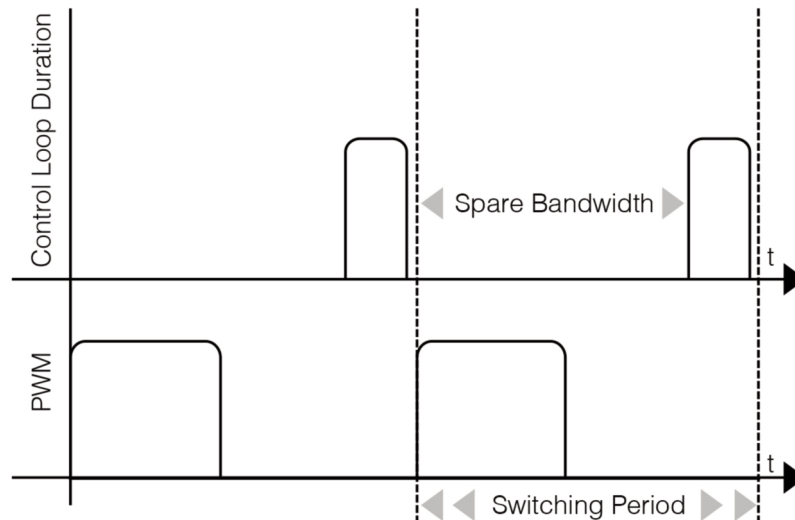 Control Loop Duration
Spare Bandwidth
t
PWM
t
Switching Period